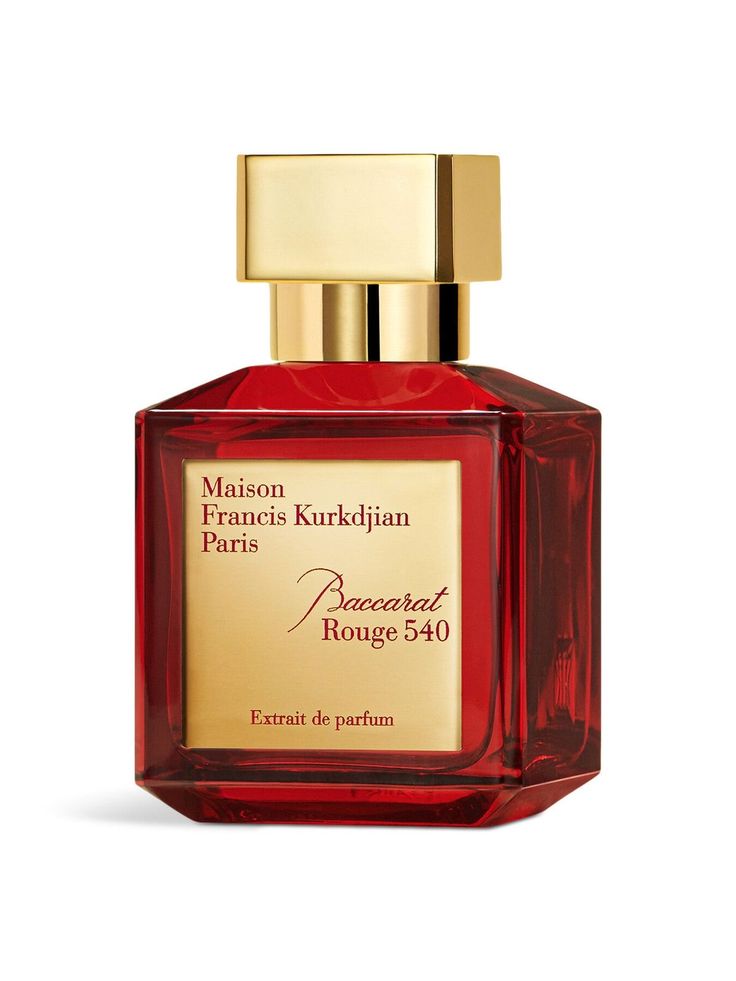 Maison
Francis Kurkdjian
Paris
Baccarat
Rouge 540
Extrait de parfum